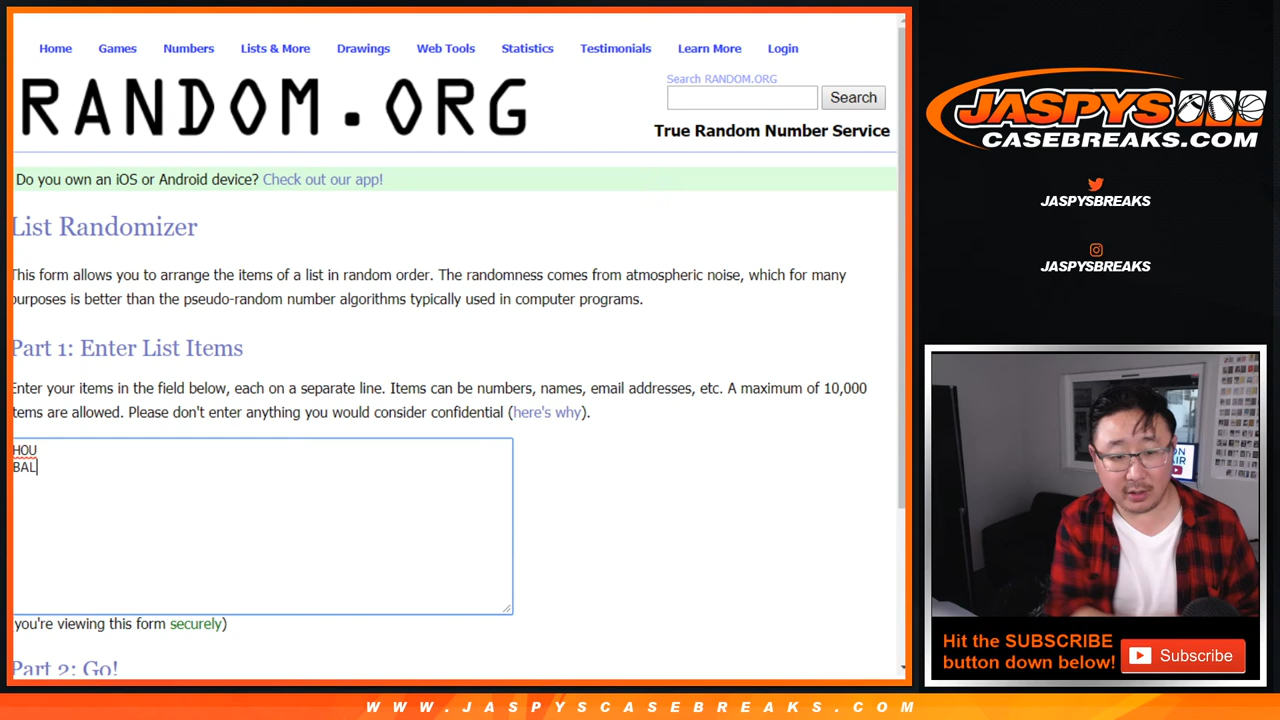 Home Games Numbers Lists & More Drawings Web Tools Statistics Testimonials Learn More Login
RANDOM.ORG
Search RANDOM.ORG
Search
True Random Number Service
Do you own an iOS or Android device? Check out our app!
List Randomizer
This form allows you to arrange the items of a list in random order. The randomness comes from atmospheric noise, which for many
purposes is better than the pseudo-random number algorithms typically used in computer programs.
Part 1: Enter List Items
Enter your items in the field below, each on a separate line. Items can be numbers, names, email addresses, etc. A maximum of 10,000
items are allowed. Please don't enter anything you would consider confidential (here's why).
HOU
BAL
you're viewing this form securely)
Part 2: Go!
JASPYS
CASEBREAKS.COM
JASPYSBREAKS
JASPYSBREAKS
ON
AIR
Hit the SUBSCRIBE
button down below!
Subscribe
WWW.JASPYSCASEBREAKS.COM